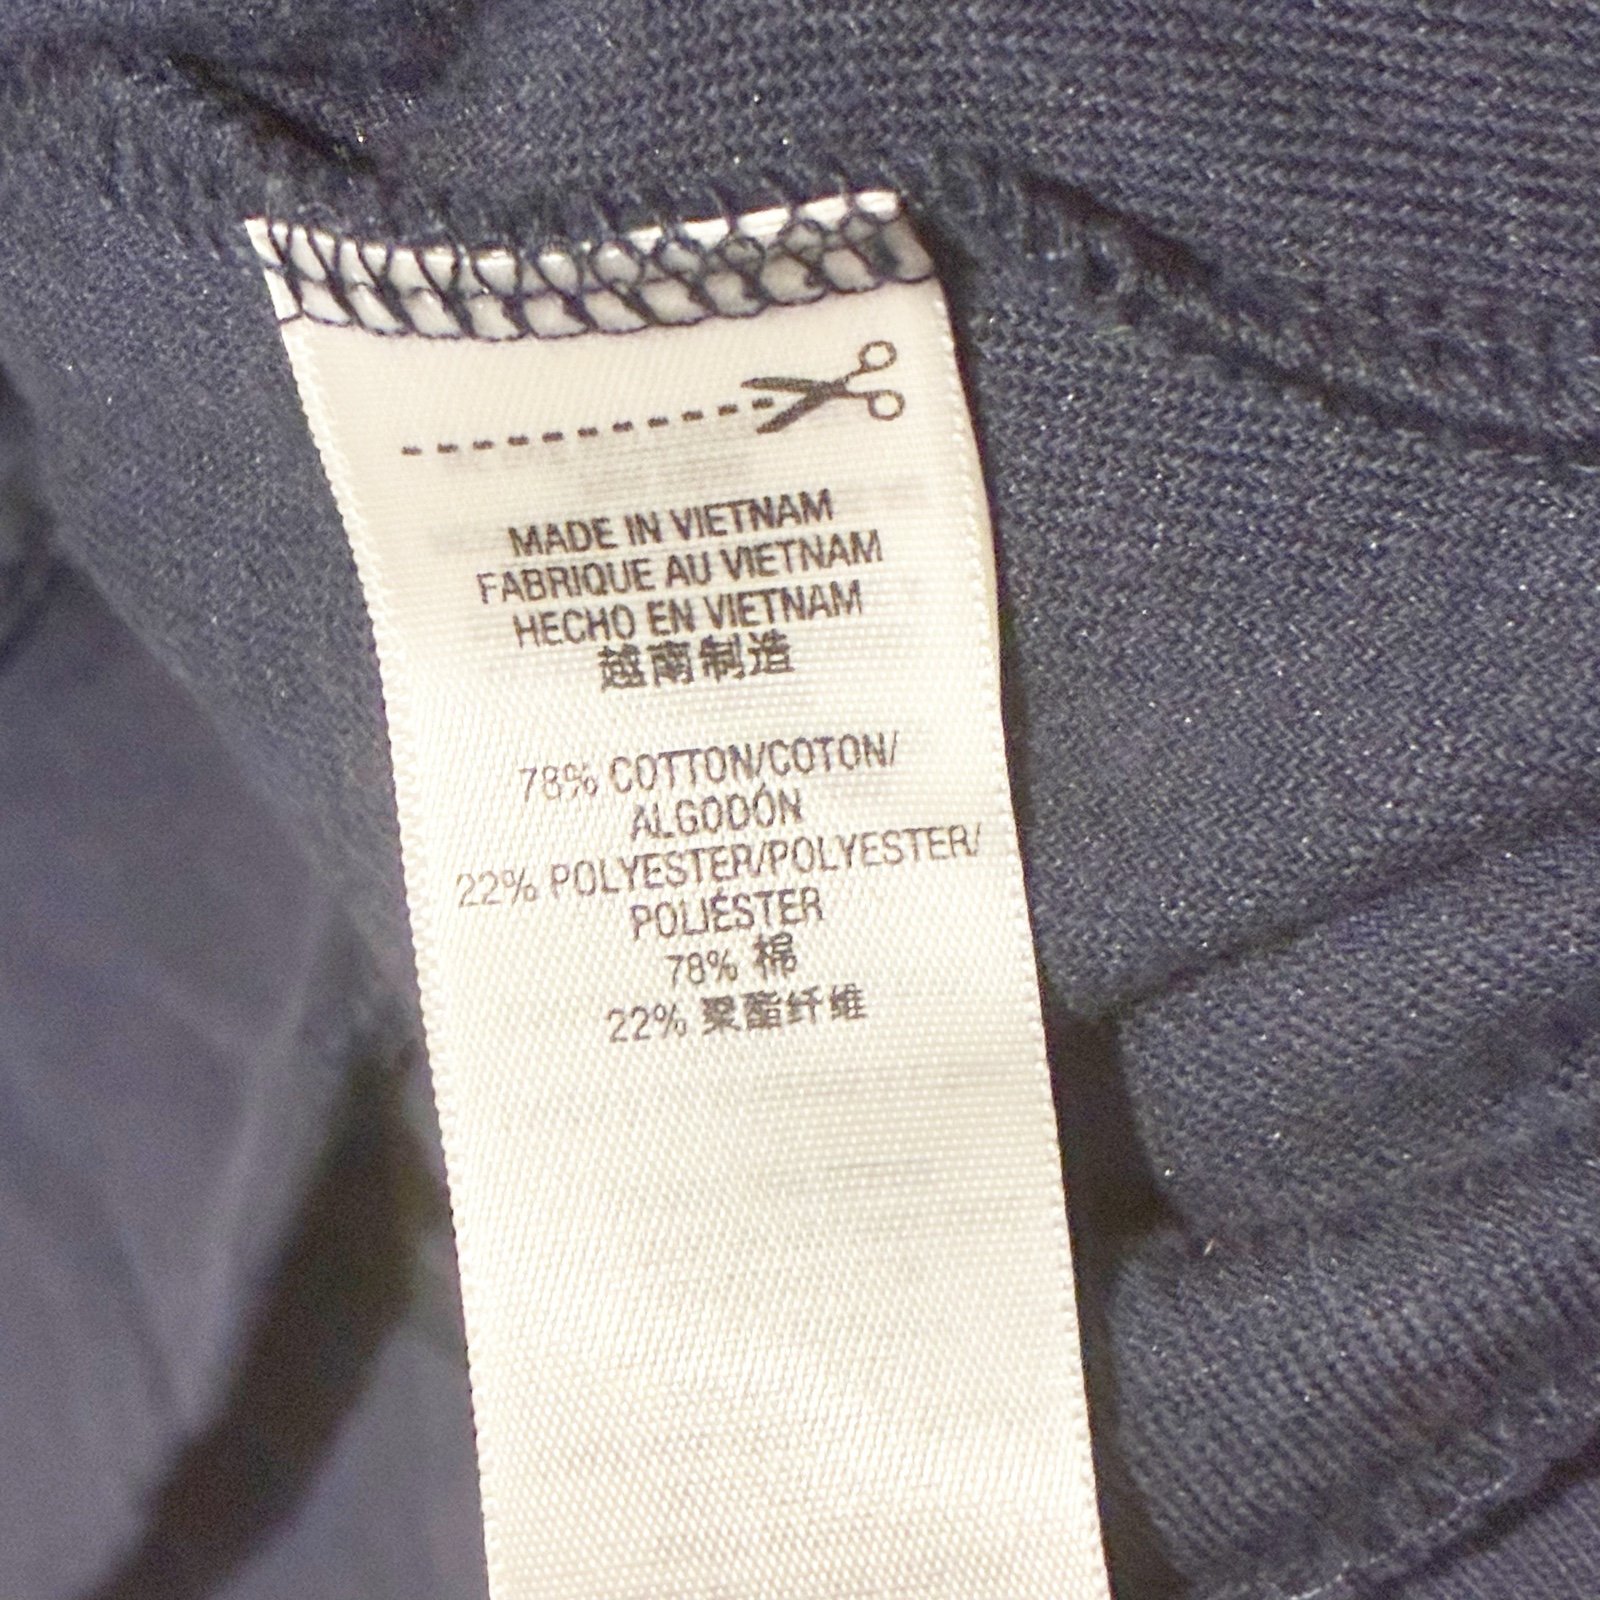 MADE IN VIETNAM
FABRIQUE AU VIETNAM
HECHO EN VIETNAM
越南制造
78% COTTON/COTON/
ALGODÓN
22% POLYESTER/POLYESTER/
POLIÉSTER
78% 棉
22% 聚酯纤维